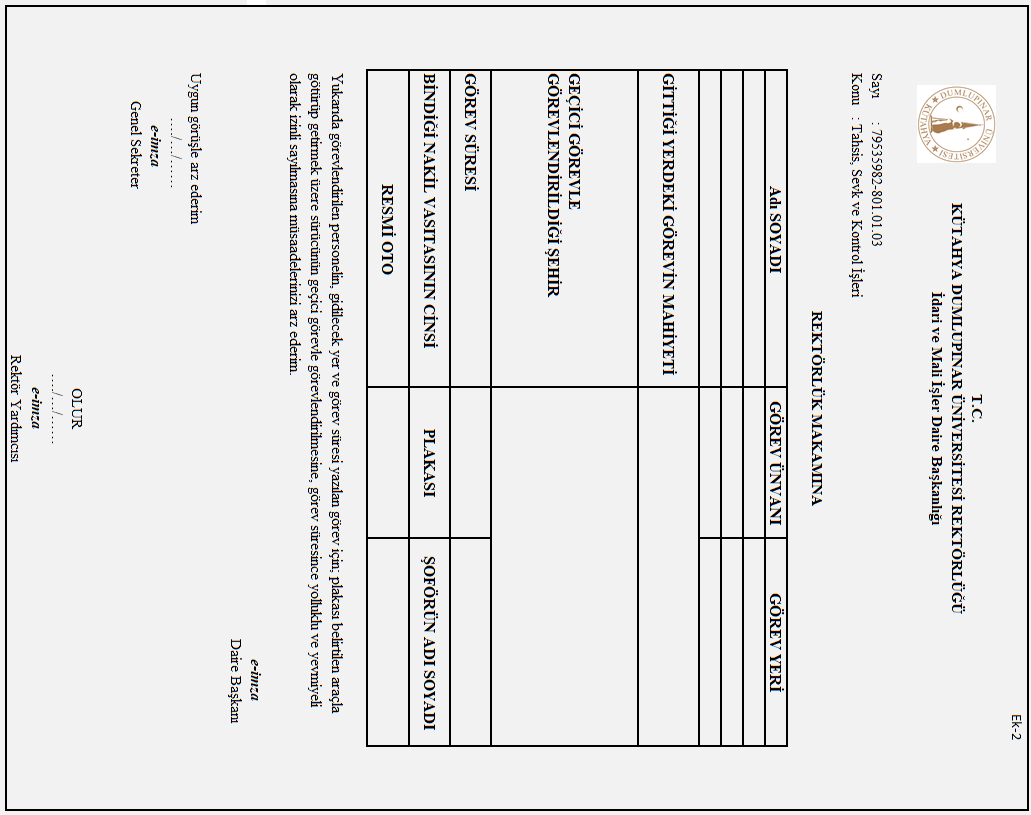 Ek-2
DUMLUPINAR ÜNİVERSİTESİ
KÜTAHYA
T.C.
KÜTAHYA DUMLUPINAR ÜNİVERSİTESİ REKTÖRLÜĞÜ
İdari ve Mali İşler Daire Başkanlığı
Sayı : 79535982-801.01.03
Konu : Tahsis, Sevk ve Kontrol İşleri
REKTÖRLÜK MAKAMINA
Adı SOYADI GÖREV ÜNVANI GÖREV YERİ
GİTTİĞİ YERDEKİ GÖREVİN MAHİYETİ
GEÇİCİ GÖREVLE
GÖREVLENDİRİLDİĞİ ŞEHİR
GÖREV SÜRESİ
BİNDİĞİ NAKİL VASITASININ CİNSİ PLAKASI ŞOFÖRÜN ADI SOYADI
RESMİ OTO
Yukarıda görevlendirilen personelin, gidilecek yer ve görev süresi yazılan görev için; plakası belirtilen araçla
götürüp getirmek üzere sürücünün geçici görevle görevlendirilmesine, görev süresince yolluklu ve yevmiyeli
olarak izinli sayılmasına müsaadelerinizi arz ederim.
e-imza
Daire Başkanı
Uygun görüşle arz ederim
…./…/……
e-imza
Genel Sekreter
OLUR
…./…/……
e-imza
Rektör Yardımcısı